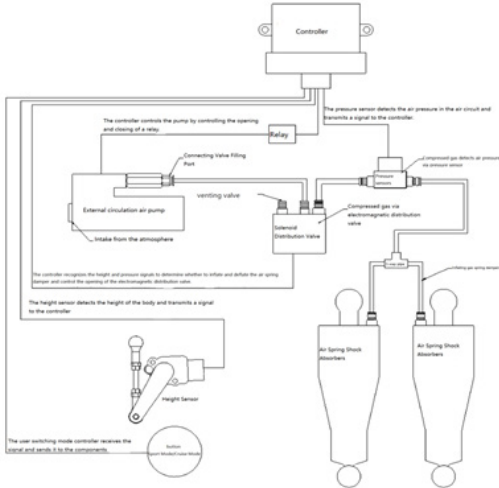 Controller
The pressure sensor detects the air pressure in the air circuit and
transmits a signal to the controller.
The controller controls the pump by controlling the opening
and closing of a relay.
Relay
Connecting Valve Filling
Port
Compressed gas detects air pressure
via pressure sensor
Pressure
sensors
venting valve
External circulation air pump
Compressed gas via
electromagnetic distribution
valve
Solenoid
Distribution Valve
Intake from the atmosphere
The controller recognizes the height and pressure signals to determine whether to inflate and deflate the air spring
damper and control the opening of the electromagnetic distribution valve.
The height sensor detects the height of the body and transmits a signal
to the controller
Air Spring Shock
Absorbers
Air Spring Shock
Absorbers
Height Sensor
The user switching mode controller receives the
signal and sends it to the components.
Sport Mode/Cruise Mode